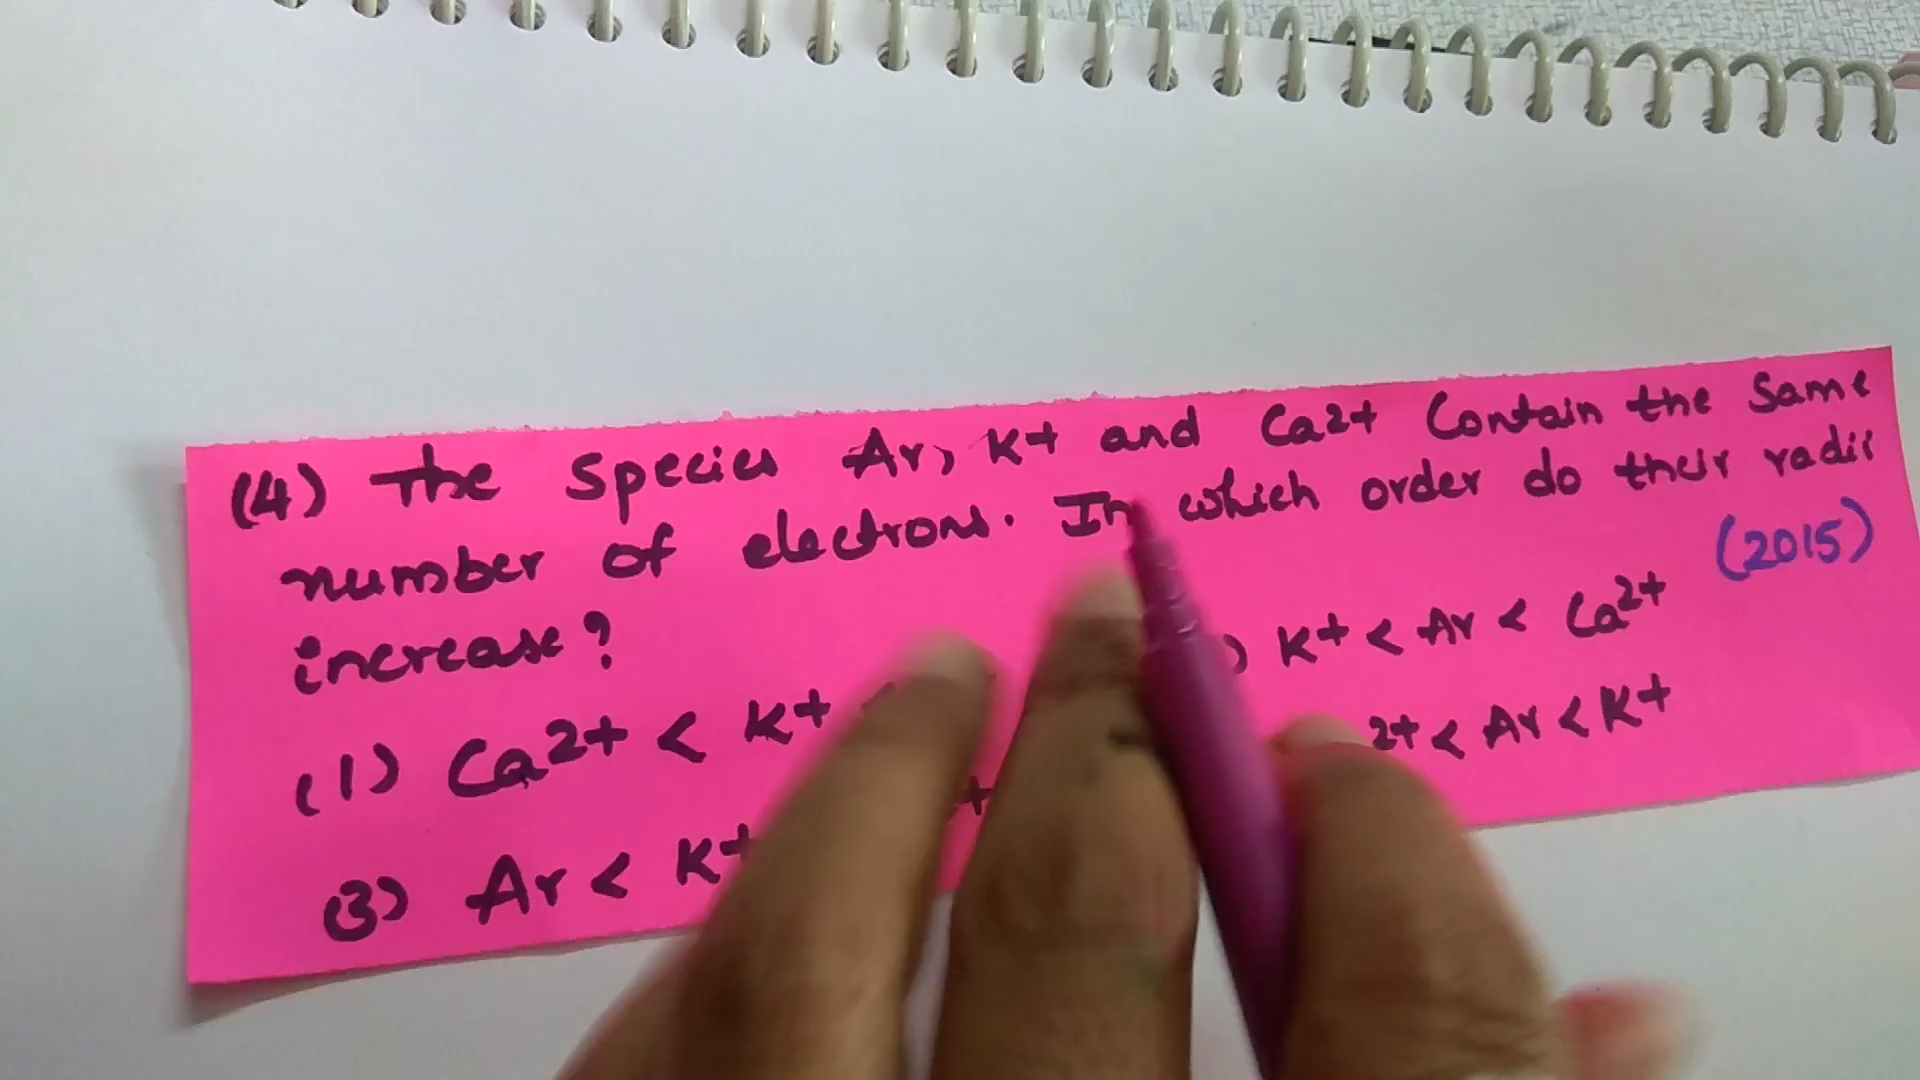 (4) The Species Ar, K+ and Ca2+ Contain the Same
number of electrons. In which order do their radii
increase? (2015)
(1) Ca2+ < K+ ) K+ < Ar < Ca2+
(3) Ar < K+ + 2+ < Ar < K+